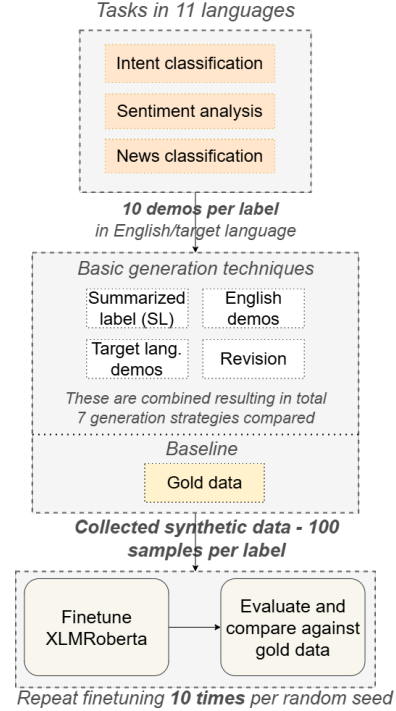 Tasks in 11 languages
Intent classification
Sentiment analysis
News classification
10 demos per label
in English/target language
Basic generation techniques
Summarized
label (SL)
English
demos
Target lang.
demos
Revision
These are combined resulting in total
7 generation strategies compared
Baseline
Gold data
Collected synthetic data - 100
samples per label
Finetune
XLMRoberta
Evaluate and
compare against
gold data
Repeat finetuning 10 times per random seed